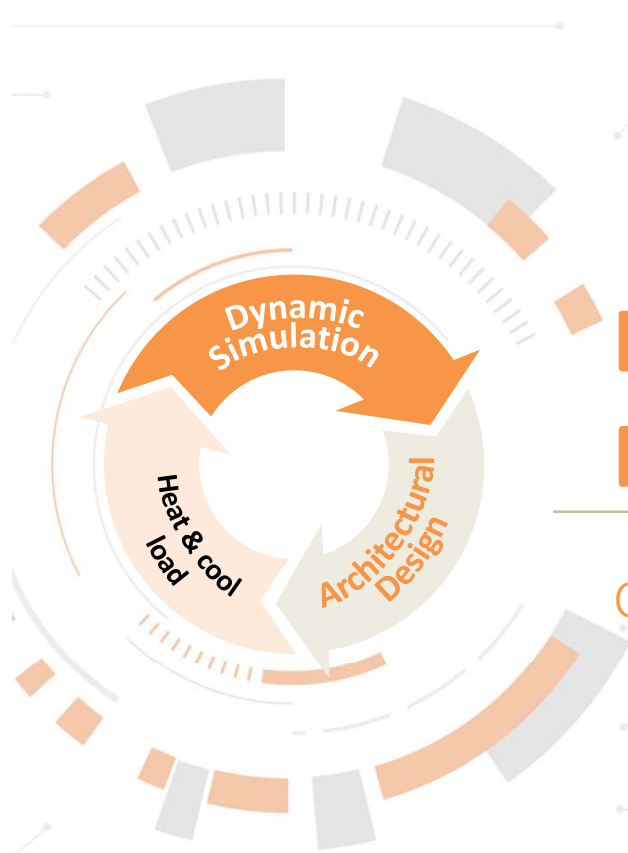 Dynamic
Simulation
Architectural
Design
Heat & cool
load